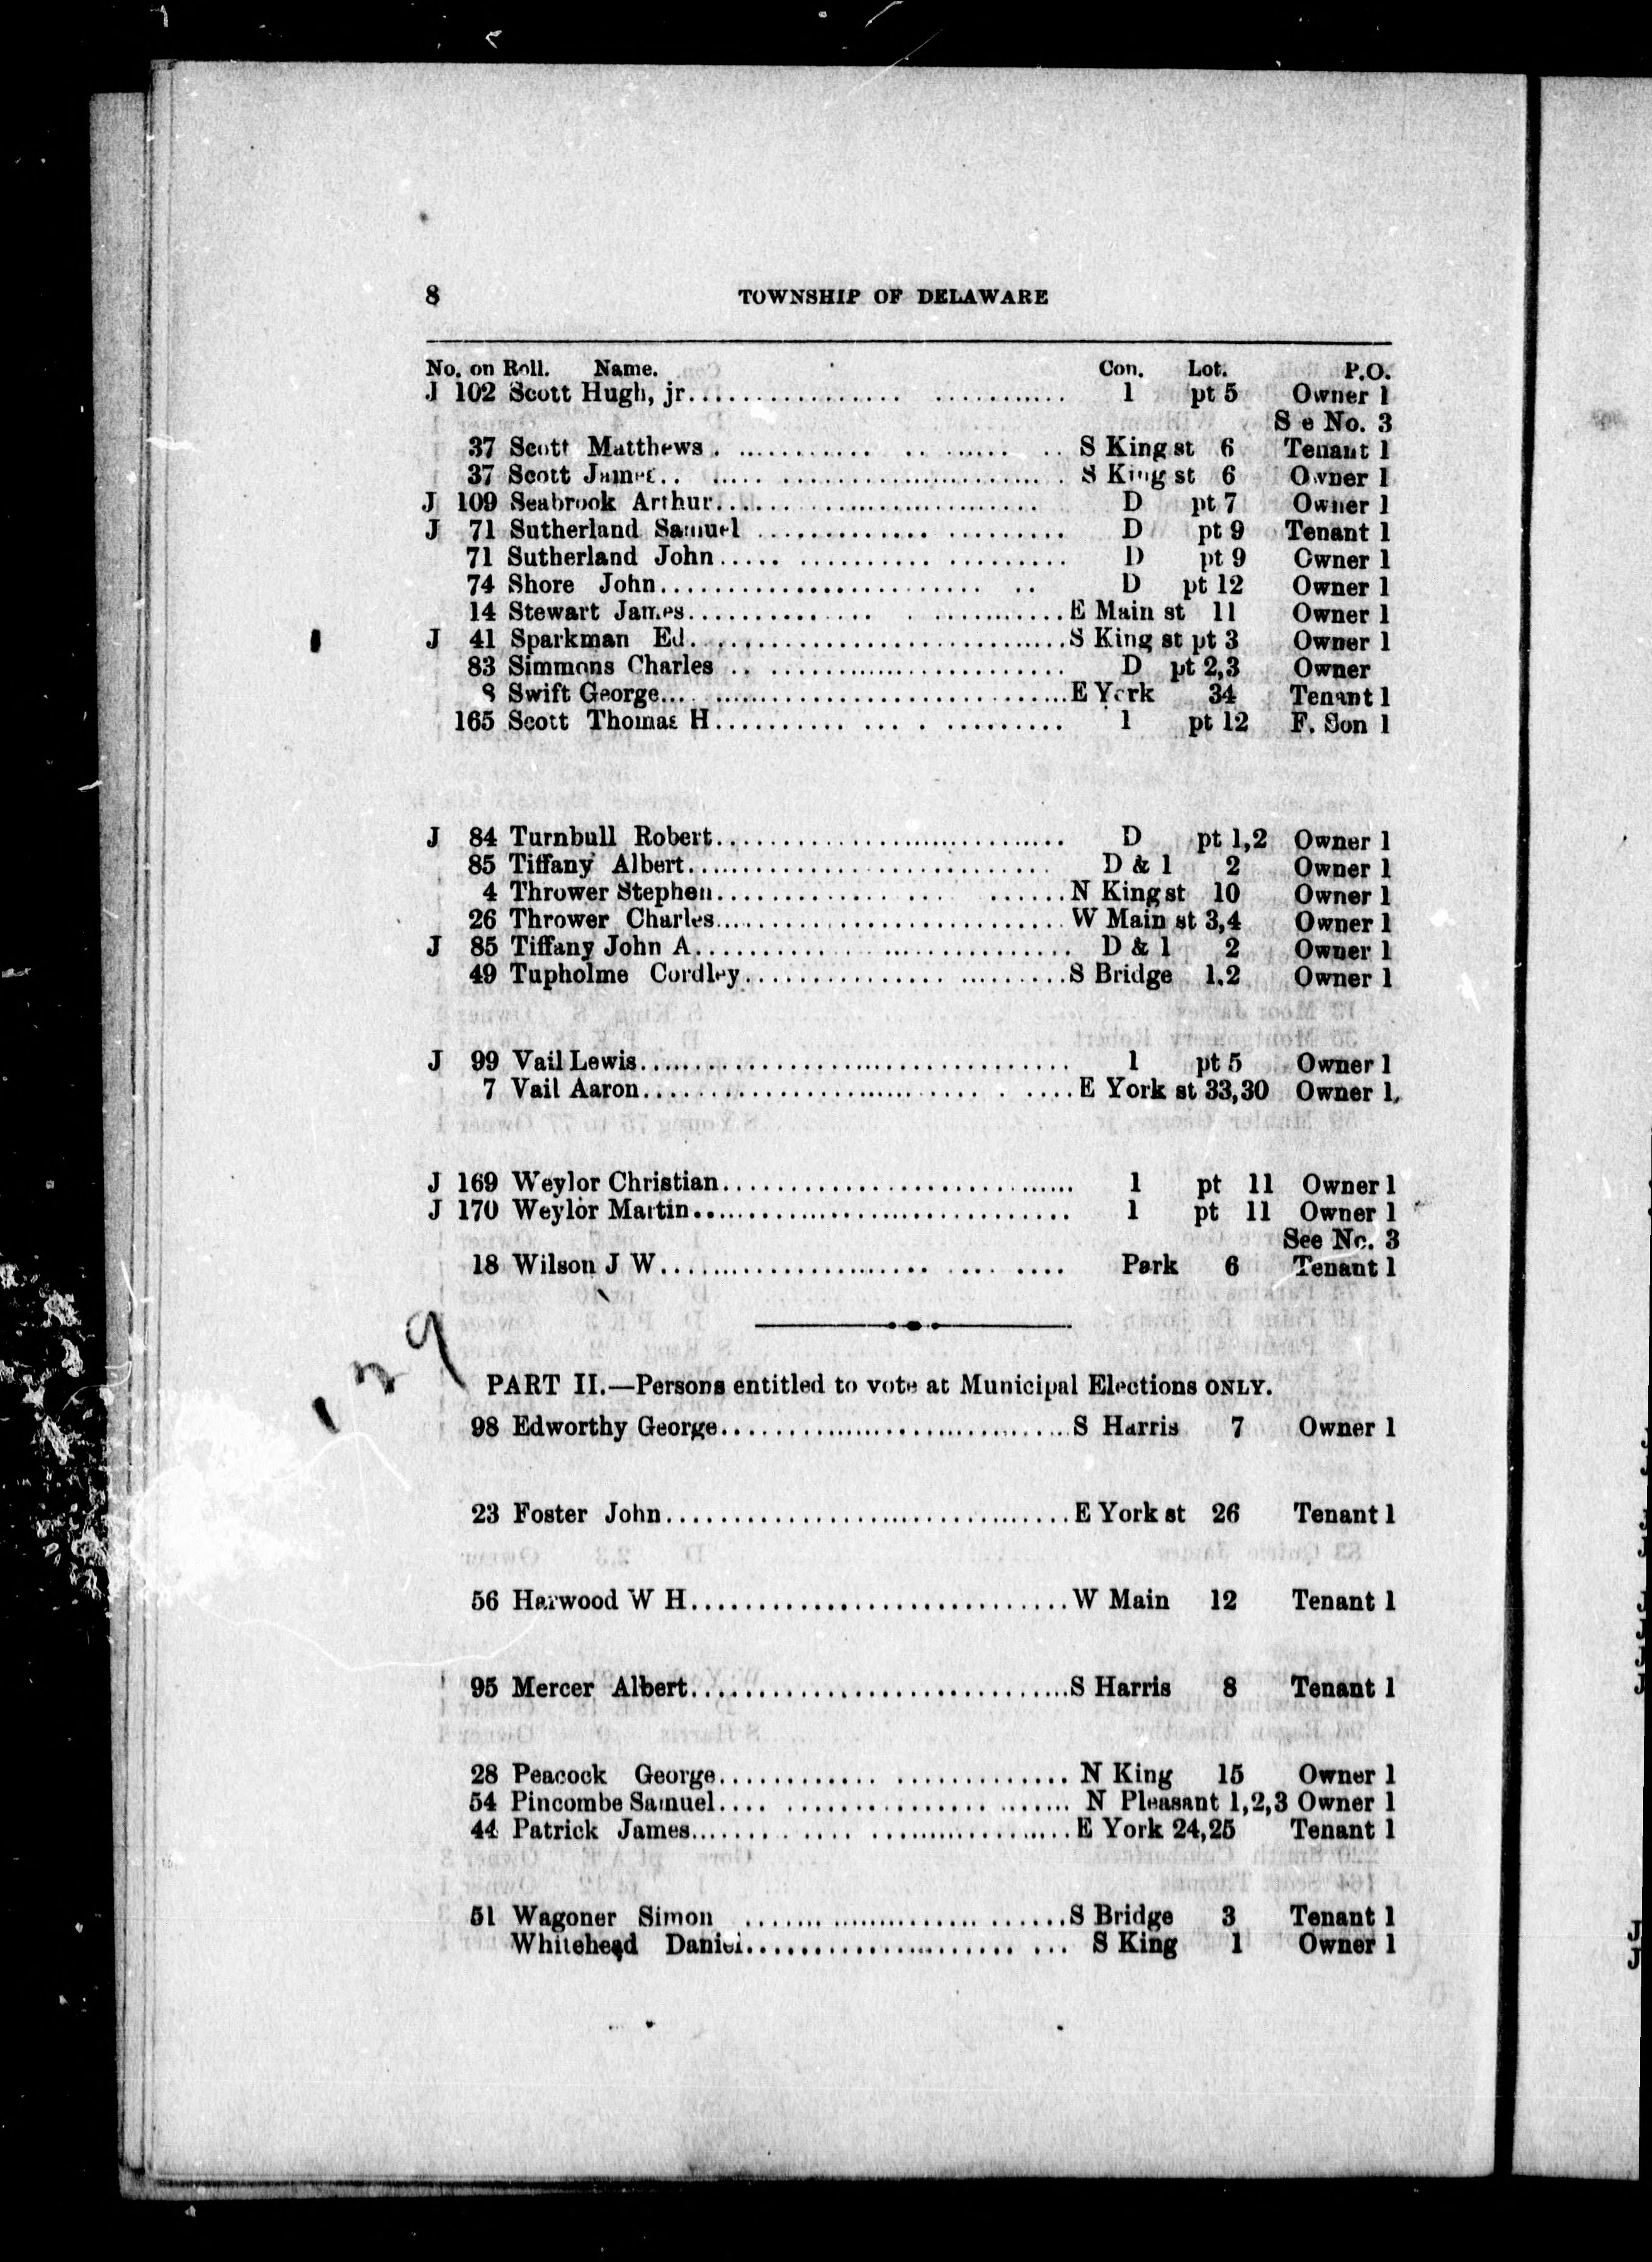 8 TOWNSHIP OF DELAWARE
No. on Roll. Name. Con. Lot. P.O.
J 102 Scott Hugh, jr. 1 pt 5 Owner 1
S e No. 3
37 Scott Matthews S King st 6 Tenant 1
37 Scott James S King st 6 Owner 1
J 109 Seabrook Arthur D pt 7 Owner 1
J 71 Sutherland Samuel D pt 9 Tenant 1
71 Sutherland John D pt 9 Owner 1
74 Shore John D pt 12 Owner 1
14 Stewart James E Main st 11 Owner 1
J 41 Sparkman Ed S King st pt 3 Owner 1
83 Simmons Charles D pt 2,3 Owner
8 Swift George E York 34 Tenant 1
165 Scott Thomas H 1 pt 12 F. Son 1
J 84 Turnbull Robert D pt 1,2 Owner 1
85 Tiffany Albert D & 1 2 Owner 1
4 Thrower Stephen N King st 10 Owner 1
26 Thrower Charles W Main st 3,4 Owner 1
J 85 Tiffany John A D & 1 2 Owner 1
49 Tupholme Cordley S Bridge 1,2 Owner 1
J 99 Vail Lewis 1 pt 5 Owner 1
7 Vail Aaron E York st 33,30 Owner 1,
J 169 Weylor Christian 1 pt 11 Owner 1
J 170 Weylor Martin 1 pt 11 Owner 1
See No. 3
18 Wilson J W Park 6 Tenant 1
129
PART II.—Persons entitled to vote at Municipal Elections ONLY.
98 Edworthy George S Harris 7 Owner 1
23 Foster John E York st 26 Tenant 1
56 Harwood W H W Main 12 Tenant 1
95 Mercer Albert S Harris 8 Tenant 1
28 Peacock George N King 15 Owner 1
54 Pincombe Samuel N Pleasant 1,2,3 Owner 1
44 Patrick James E York 24,25 Tenant 1
51 Wagoner Simon S Bridge 3 Tenant 1
Whitehead Daniel S King 1 Owner 1